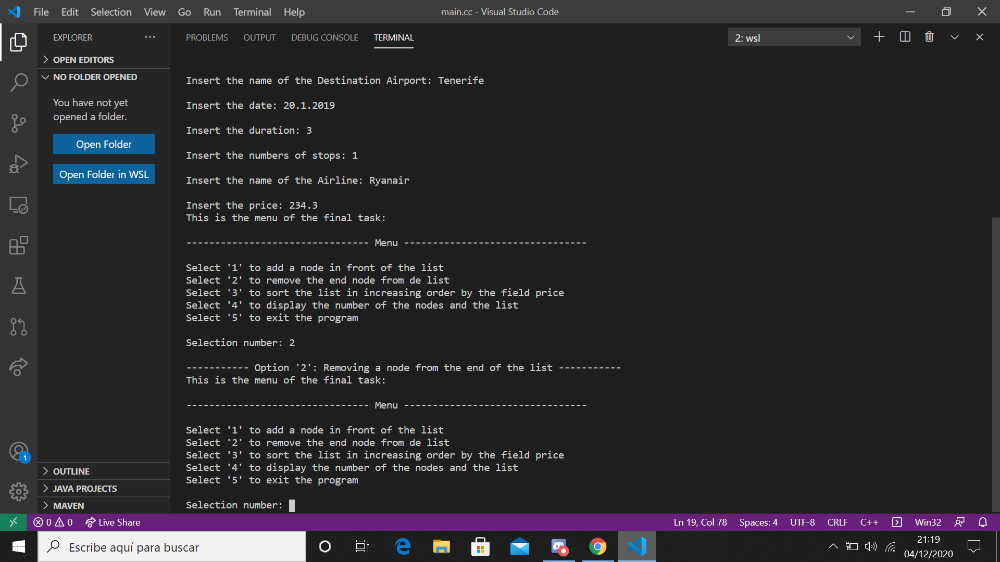 File Edit Selection View Go Run Terminal Help
main.cc - Visual Studio Code
EXPLORER
OPEN EDITORS
NO FOLDER OPENED
You have not yet
opened a folder.
Open Folder
Open Folder in WSL
OUTLINE
JAVA PROJECTS
MAVEN
1
PROBLEMS OUTPUT DEBUG CONSOLE TERMINAL
2: wsl
Insert the name of the Destination Airport: Tenerife
Insert the date: 20.1.2019
Insert the duration: 3
Insert the numbers of stops: 1
Insert the name of the Airline: Ryanair
Insert the price: 234.3
This is the menu of the final task:
-------------------------------- Menu --------------------------------
Select '1' to add a node in front of the list
Select '2' to remove the end node from de list
Select '3' to sort the list in increasing order by the field price
Select '4' to display the number of the nodes and the list
Select '5' to exit the program
Selection number: 2
----------- Option '2': Removing a node from the end of the list -----------
This is the menu of the final task:
-------------------------------- Menu --------------------------------
Select '1' to add a node in front of the list
Select '2' to remove the end node from de list
Select '3' to sort the list in increasing order by the field price
Select '4' to display the number of the nodes and the list
Select '5' to exit the program
Selection number:
0 0 Live Share
Ln 19, Col 78 Spaces: 4 UTF-8 CRLF C++ Win32
Escribe aquí para buscar
21:19
04/12/2020